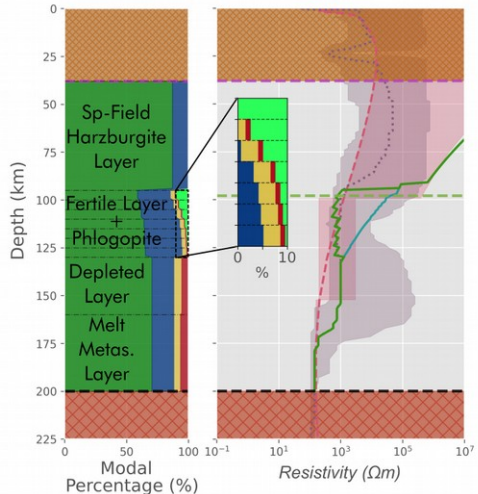 0
25
50
75
100
125
150
175
200
225
Depth (km)
Sp-Field
Harzburgite
Layer
Fertile Layer
+
Phlogopite
Depleted
Layer
Melt
Metas.
Layer
0 50 100
Modal
Percentage (%)
0 10
%
10⁻¹ 10¹ 10³ 10⁵ 10⁷
Resistivity (Ωm)